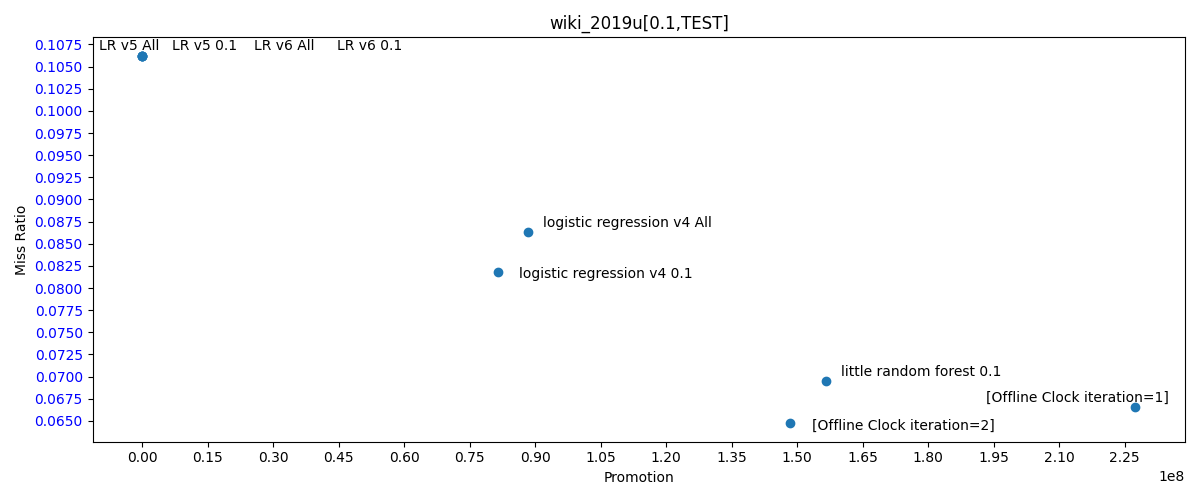 wiki_2019u[0.1,TEST]
LR v5 All LR v5 0.1 LR v6 All LR v6 0.1
0.1075
0.1050
0.1025
0.1000
0.0975
0.0950
0.0925
0.0900
0.0875
0.0850
0.0825
0.0800
0.0775
0.0750
0.0725
0.0700
0.0675
0.0650
Miss Ratio
logistic regression v4 All
logistic regression v4 0.1
little random forest 0.1
[Offline Clock iteration=1]
[Offline Clock iteration=2]
0.00 0.15 0.30 0.45 0.60 0.75 0.90 1.05 1.20 1.35 1.50 1.65 1.80 1.95 2.10 2.25
Promotion
1e8